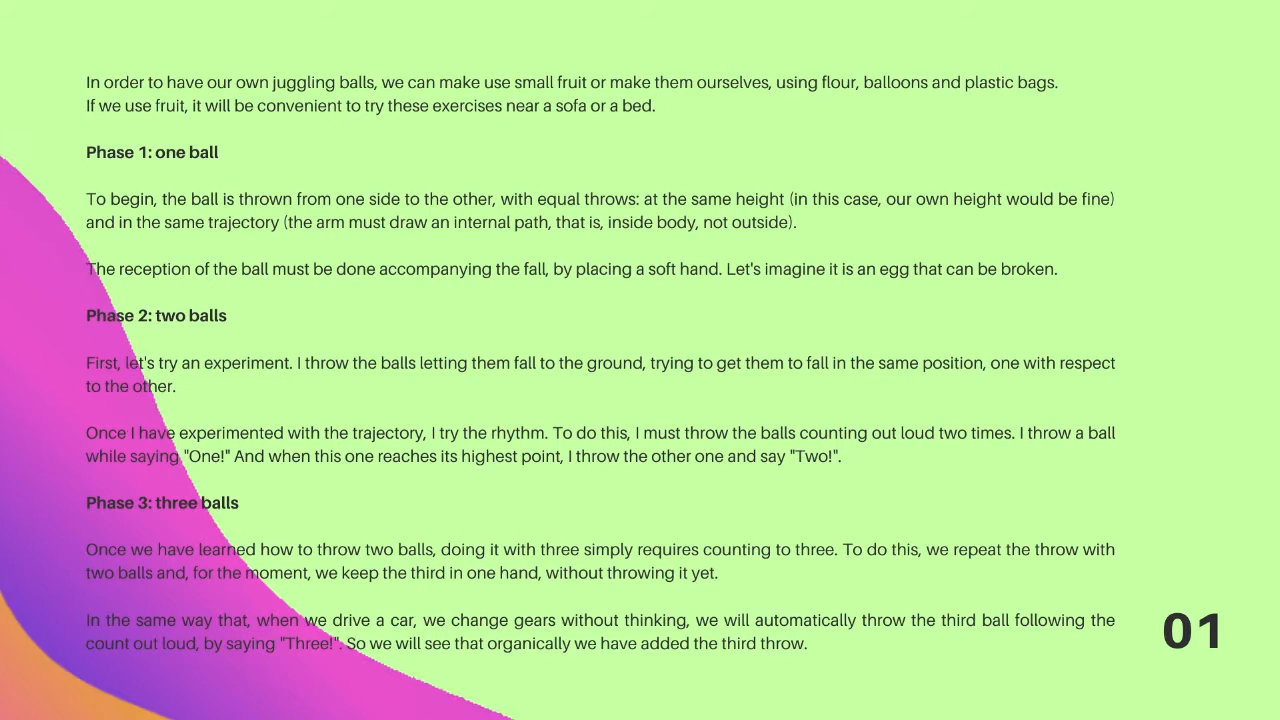 In order to have our own juggling balls, we can make use small fruit or make them ourselves, using flour, balloons and plastic bags.
If we use fruit, it will be convenient to try these exercises near a sofa or a bed.
Phase 1: one ball
To begin, the ball is thrown from one side to the other, with equal throws: at the same height (in this case, our own height would be fine)
and in the same trajectory (the arm must draw an internal path, that is, inside body, not outside).
The reception of the ball must be done accompanying the fall, by placing a soft hand. Let's imagine it is an egg that can be broken.
Phase 2: two balls
First, let's try an experiment. I throw the balls letting them fall to the ground, trying to get them to fall in the same position, one with respect
to the other.
Once I have experimented with the trajectory, I try the rhythm. To do this, I must throw the balls counting out loud two times. I throw a ball
while saying "One!" And when this one reaches its highest point, I throw the other one and say "Two!".
Phase 3: three balls
Once we have learned how to throw two balls, doing it with three simply requires counting to three. To do this, we repeat the throw with
two balls and, for the moment, we keep the third in one hand, without throwing it yet.
In the same way that, when we drive a car, we change gears without thinking, we will automatically throw the third ball following the
count out loud, by saying "Three!". So we will see that organically we have added the third throw.
01